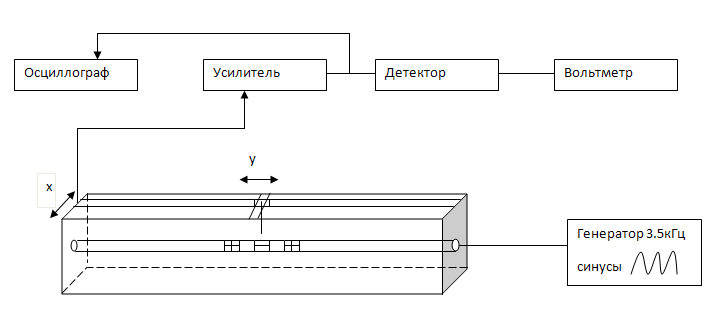 Осциллограф
Усилитель
Детектор
Вольтметр
y
x
Генератор 3.5кГц
синусы